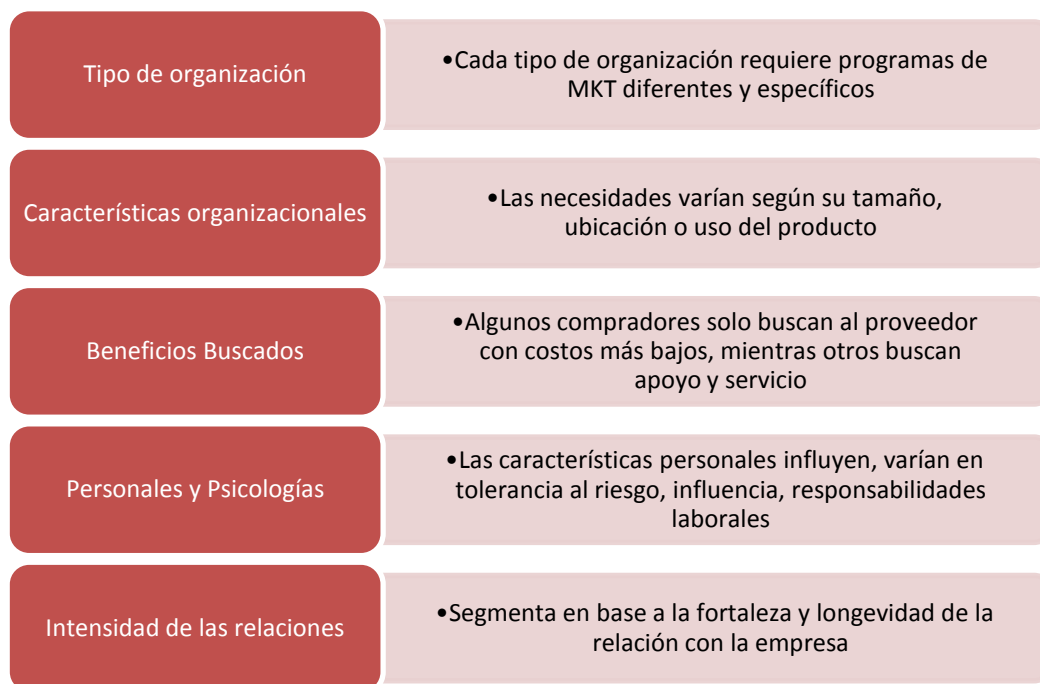 Tipo de organización
•Cada tipo de organización requiere programas de
MKT diferentes y específicos
Características organizacionales
•Las necesidades varían según su tamaño,
ubicación o uso del producto
Beneficios Buscados
•Algunos compradores solo buscan al proveedor
con costos más bajos, mientras otros buscan
apoyo y servicio
Personales y Psicologías
•Las características personales influyen, varían en
tolerancia al riesgo, influencia, responsabilidades
laborales
Intensidad de las relaciones
•Segmenta en base a la fortaleza y longevidad de la
relación con la empresa